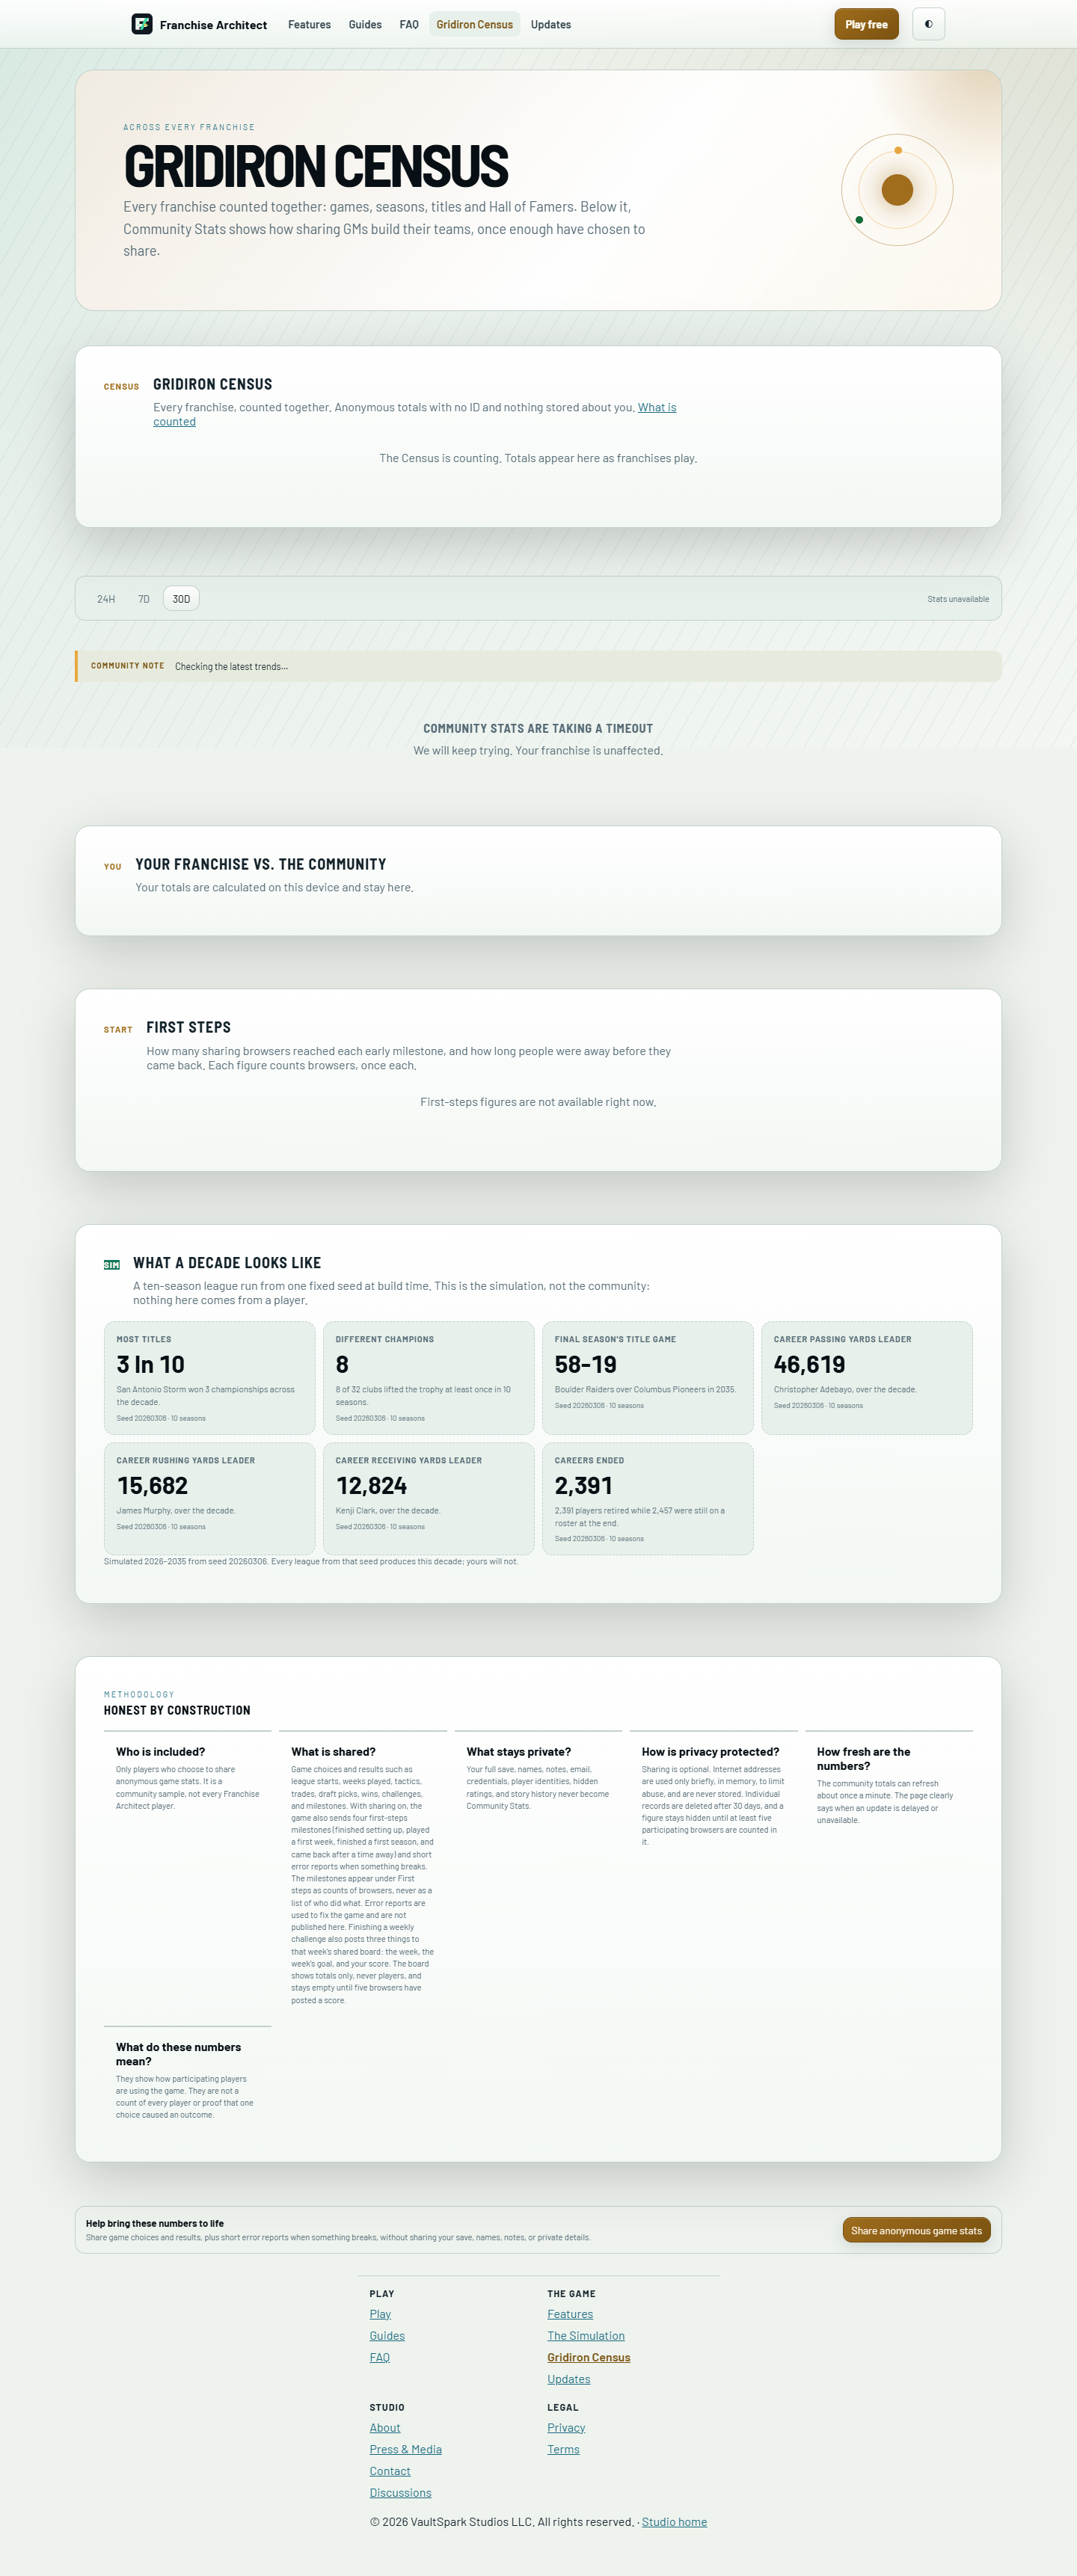 Franchise Architect
Features
Guides
FAQ
Gridiron Census
Updates
Play free
ACROSS EVERY FRANCHISE
GRIDIRON CENSUS
Every franchise counted together: games, seasons, titles and Hall of Famers. Below it,
Community Stats shows how sharing GMs build their teams, once enough have chosen to
share.
CENSUS
GRIDIRON CENSUS
Every franchise, counted together. Anonymous totals with no ID and nothing stored about you. What is
counted
The Census is counting. Totals appear here as franchises play.
24H
7D
30D
Stats unavailable
COMMUNITY NOTE
Checking the latest trends...
COMMUNITY STATS ARE TAKING A TIMEOUT
We will keep trying. Your franchise is unaffected.
YOU
YOUR FRANCHISE VS. THE COMMUNITY
Your totals are calculated on this device and stay here.
START
FIRST STEPS
How many sharing browsers reached each early milestone, and how long people were away before they
came back. Each figure counts browsers, once each.
First-steps figures are not available right now.
SIM
WHAT A DECADE LOOKS LIKE
A ten-season league run from one fixed seed at build time. This is the simulation, not the community:
nothing here comes from a player.
MOST TITLES
3 In 10
San Antonio Storm won 3 championships across
the decade.
Seed 20260306 · 10 seasons
DIFFERENT CHAMPIONS
8
8 of 32 clubs lifted the trophy at least once in 10
seasons.
Seed 20260306 · 10 seasons
FINAL SEASON'S TITLE GAME
58-19
Boulder Raiders over Columbus Pioneers in 2035.
Seed 20260306 · 10 seasons
CAREER PASSING YARDS LEADER
46,619
Christopher Adebayo, over the decade.
Seed 20260306 · 10 seasons
CAREER RUSHING YARDS LEADER
15,682
James Murphy, over the decade.
Seed 20260306 · 10 seasons
CAREER RECEIVING YARDS LEADER
12,824
Kenji Clark, over the decade.
Seed 20260306 · 10 seasons
CAREERS ENDED
2,391
2,391 players retired while 2,457 were still on a
roster at the end.
Seed 20260306 · 10 seasons
Simulated 2026–2035 from seed 20260306. Every league from that seed produces this decade; yours will not.
METHODOLOGY
HONEST BY CONSTRUCTION
Who is included?
Only players who choose to share
anonymous game stats. It is a
community sample, not every Franchise
Architect player.
What is shared?
Game choices and results such as
league starts, weeks played, tactics,
trades, draft picks, wins, challenges,
and milestones. With sharing on, the
game also sends four first-steps
milestones (finished setting up, played
a first week, finished a first season, and
came back after a time away) and short
error reports when something breaks.
The milestones appear under First
steps as counts of browsers, never as a
list of who did what. Error reports are
used to fix the game and are not
published here. Finishing a weekly
challenge also posts three things to
that week's shared board: the week, the
week's goal, and your score. The board
shows totals only, never players, and
stays empty until five browsers have
posted a score.
What stays private?
Your full save, names, notes, email,
credentials, player identities, hidden
ratings, and story history never become
Community Stats.
How is privacy protected?
Sharing is optional. Internet addresses
are used only briefly, in memory, to limit
abuse, and are never stored. Individual
records are deleted after 30 days, and a
figure stays hidden until at least five
participating browsers are counted in
it.
How fresh are the
numbers?
The community totals can refresh
about once a minute. The page clearly
says when an update is delayed or
unavailable.
What do these numbers
mean?
They show how participating players
are using the game. They are not a
count of every player or proof that one
choice caused an outcome.
Help bring these numbers to life
Share game choices and results, plus short error reports when something breaks, without sharing your save, names, notes, or private details.
Share anonymous game stats
PLAY
Play
Guides
FAQ
THE GAME
Features
The Simulation
Gridiron Census
Updates
STUDIO
About
Press & Media
Contact
Discussions
LEGAL
Privacy
Terms
© 2026 VaultSpark Studios LLC. All rights reserved. · Studio home